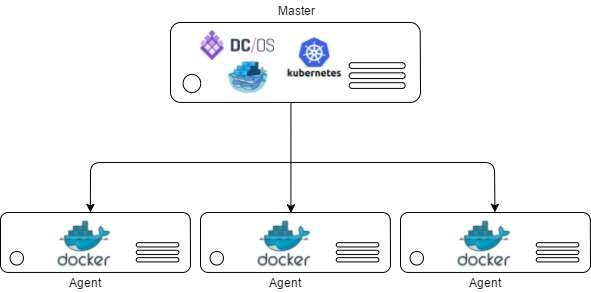 Master
DC/OS
kubernetes
docker
docker
docker
Agent
Agent
Agent